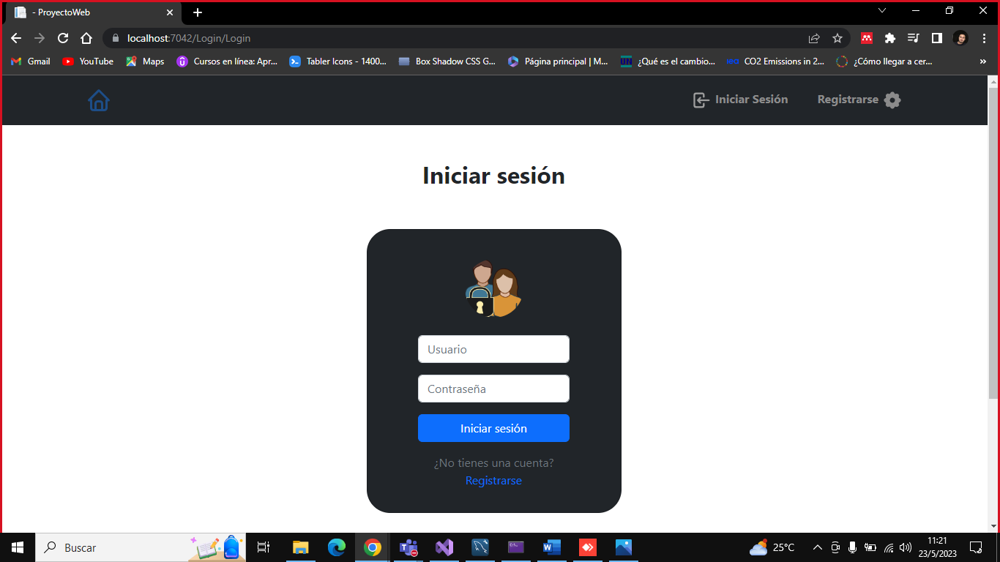 - ProyectoWeb
localhost:7042/Login/Login
Gmail
YouTube
Maps
Cursos en línea: Apr...
Tabler Icons - 1400...
Box Shadow CSS G...
Página principal | M...
UN
¿Qué es el cambio...
CO2 Emissions in 2...
¿Cómo llegar a cer...
»
Iniciar Sesión
Registrarse
Iniciar sesión
Usuario
Contraseña
Iniciar sesión
¿No tienes una cuenta?
Registrarse
Buscar
25°C
11:21
23/5/2023